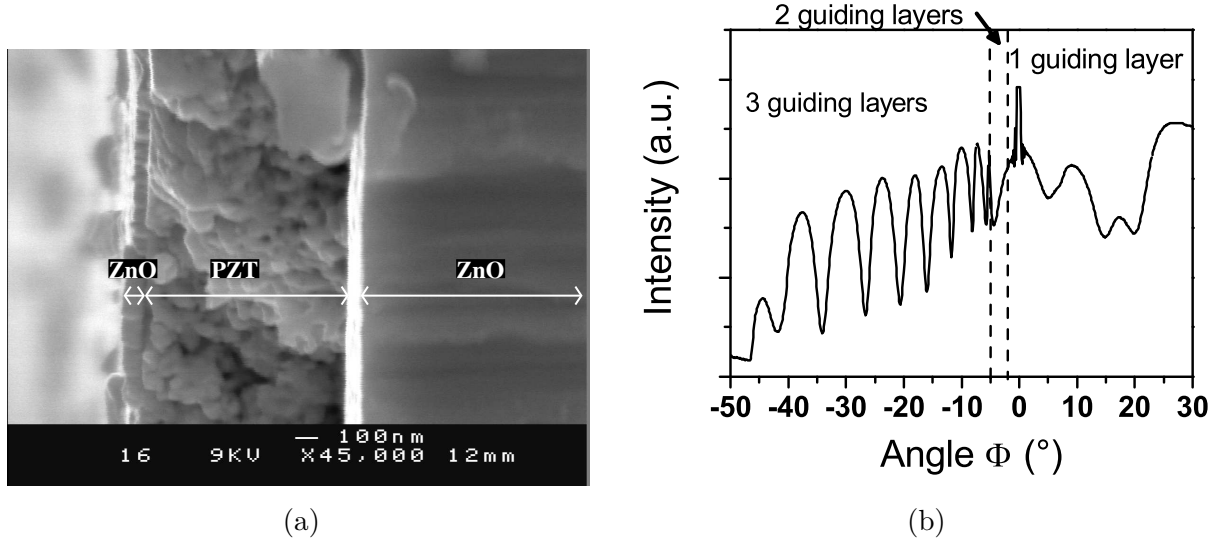 ZnO PZT ZnO
100nm
16 9KV X45,000 12mm
(a)
2 guiding layers
1 guiding layer
3 guiding layers
Intensity (a.u.)
-50 -40 -30 -20 -10 0 10 20 30
Angle Φ (°)
(b)